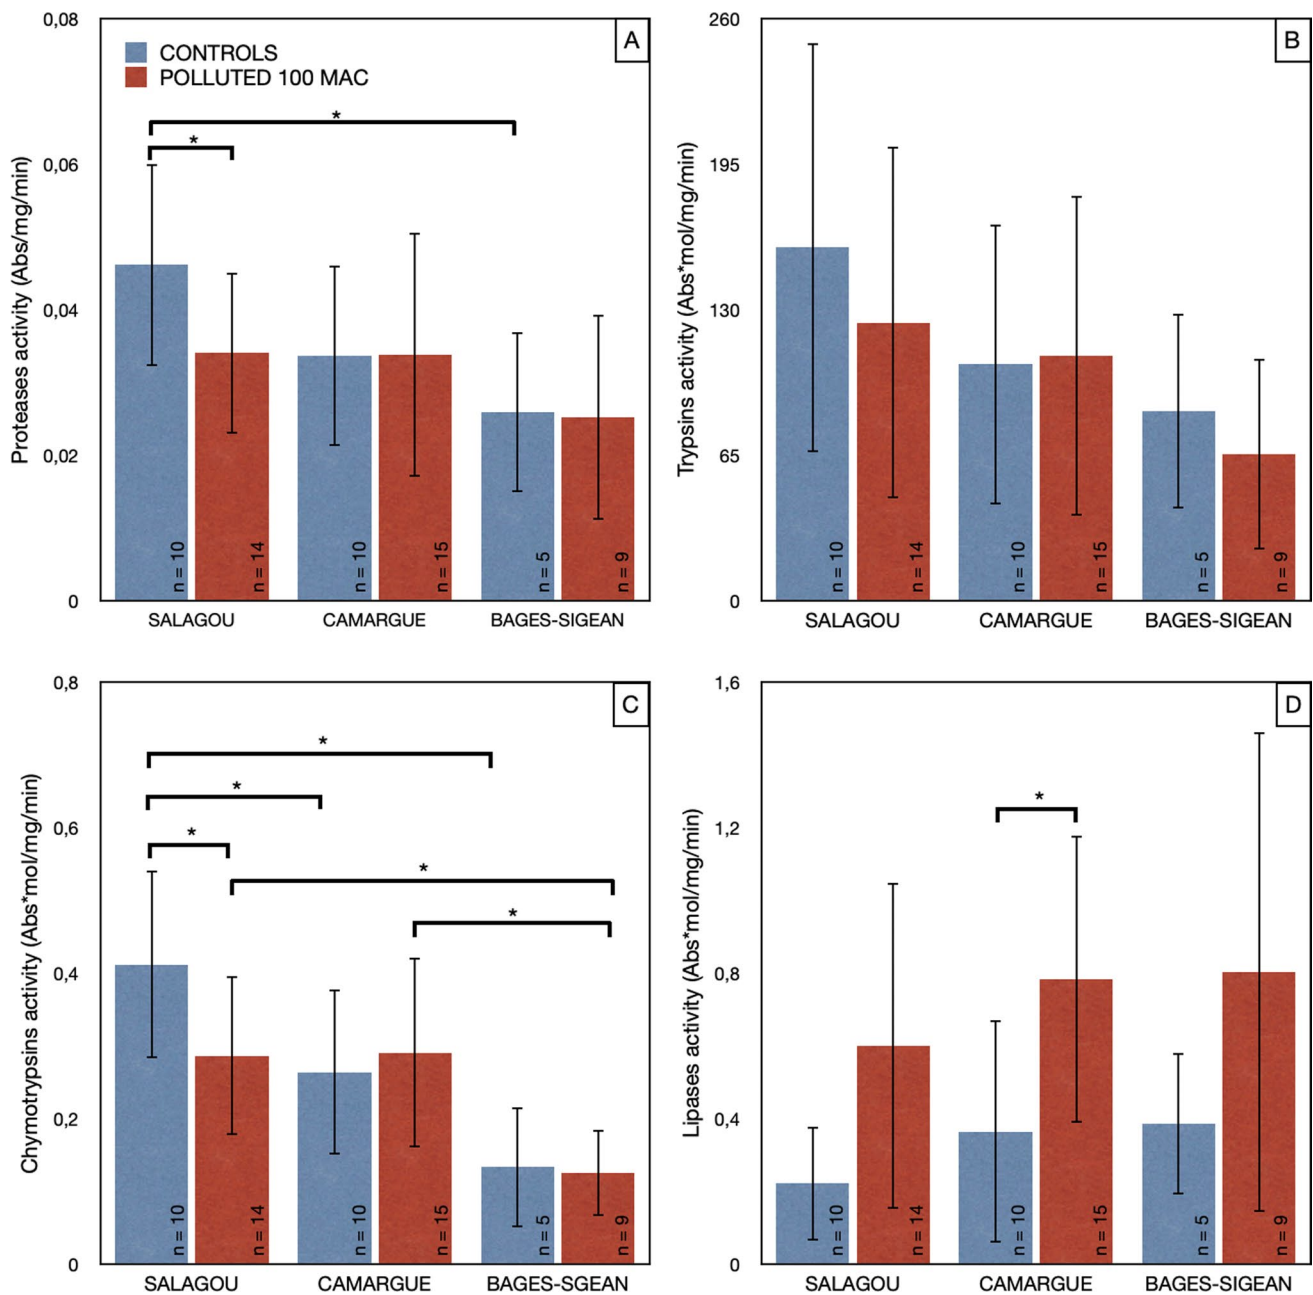 0,08
A
CONTROLS
POLLUTED 100 MAC
*
*
0,06
0,04
0,02
0
Proteases activity (Abs/mg/min)
n = 10
n = 14
n = 10
n = 15
n = 5
n = 9
SALAGOU CAMARGUE BAGES-SIGEAN
260
B
195
130
65
0
Trypsins activity (Abs*mol/mg/min)
n = 10
n = 14
n = 10
n = 15
n = 5
n = 9
SALAGOU CAMARGUE BAGES-SIGEAN
0,8
C
*
*
*
*
*
0,6
0,4
0,2
0
Chymotrypsins activity (Abs*mol/mg/min)
n = 10
n = 14
n = 10
n = 15
n = 5
n = 9
SALAGOU CAMARGUE BAGES-SGEAN
1,6
D
*
1,2
0,8
0,4
0
Lipases activity (Abs*mol/mg/min)
n = 10
n = 14
n = 10
n = 15
n = 5
n = 9
SALAGOU CAMARGUE BAGES-SIGEAN